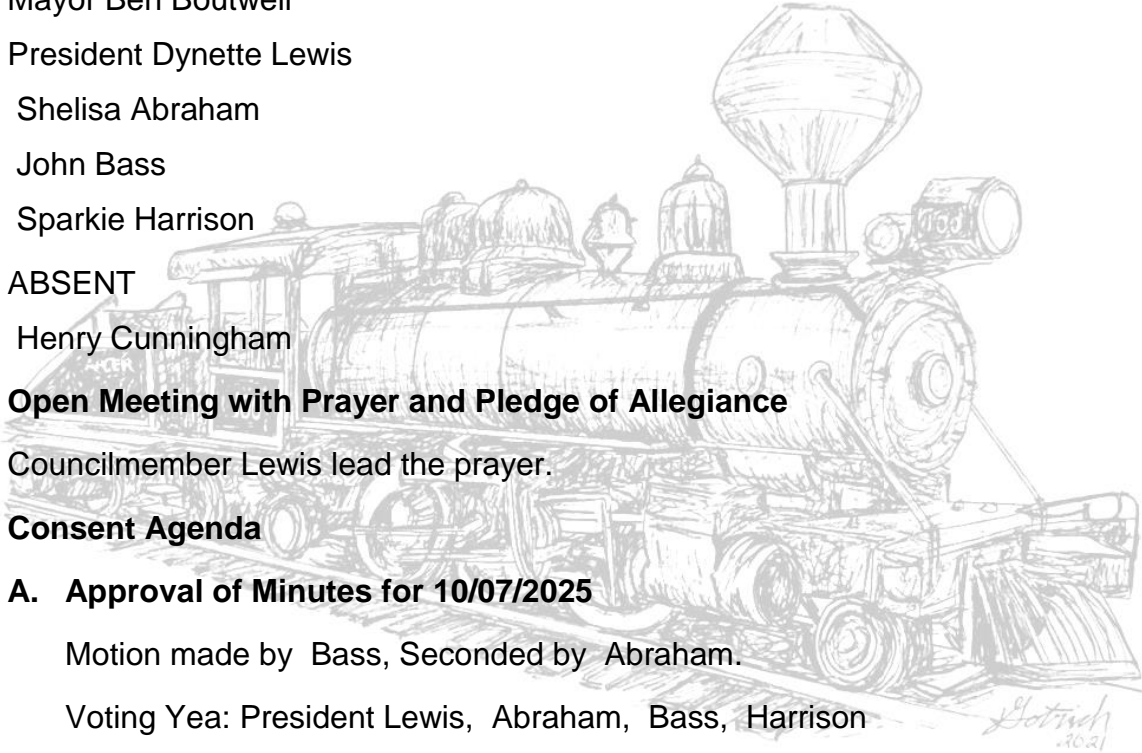 Mayor Ben Boutwell
President Dynette Lewis
Shelisa Abraham
John Bass
Sparkie Harrison
ABSENT
Henry Cunningham
Open Meeting with Prayer and Pledge of Allegiance
Councilmember Lewis lead the prayer.
Consent Agenda
A. Approval of Minutes for 10/07/2025
Motion made by Bass, Seconded by Abraham.
Voting Yea: President Lewis, Abraham, Bass, Harrison
2021